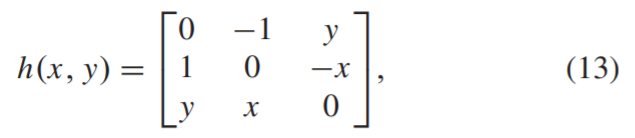 h(x, y) = [0 −1 y
1 0 −x
y x 0], (13)